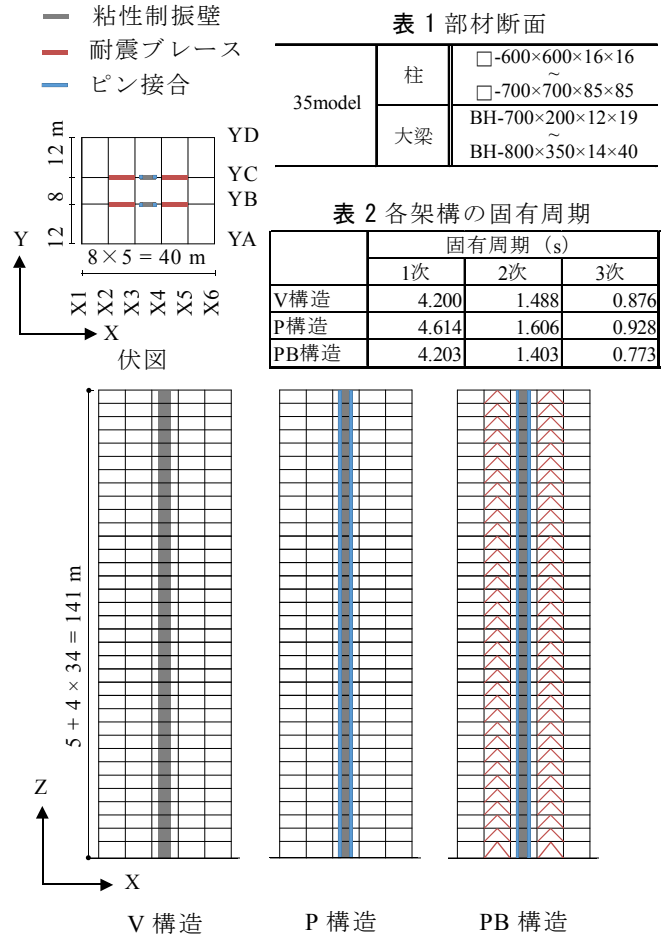 粘性制振壁
耐震ブレース
ピン接合
12 m
8
12
YD
YC
YB
YA
8×5 = 40 m
X1 X2 X3 X4 X5 X6
Y
X
伏図
表 1 部材断面
35model
柱
□-600×600×16×16
~
□-700×700×85×85
大梁
BH-700×200×12×19
~
BH-800×350×14×40
表 2 各架構の固有周期
固有周期（s）
1次 2次 3次
V構造 4.200 1.488 0.876
P構造 4.614 1.606 0.928
PB構造 4.203 1.403 0.773
5 + 4 × 34 = 141 m
Z
X
V 構造
P 構造
PB 構造